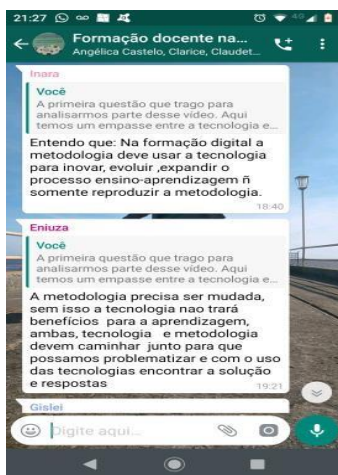 21:27
4G
Formação docente na...
Angélica Castelo, Clarice, Claudet...
Inara
Você
A primeira questão que trago para
analisarmos parte desse vídeo. Aqui
temos um empasse entre a tecnologia e...
Entendo que: Na formação digital a
metodologia deve usar a tecnologia
para inovar, evoluir ,expandir o
processo ensino-aprendizagem ñ
somente reproduzir a metodologia.
18:40
Eniuza
Você
A primeira questão que trago para
analisarmos parte desse vídeo. Aqui
temos um empasse entre a tecnologia e...
A metodologia precisa ser mudada,
sem isso a tecnologia nao trará
benefícios para a aprendizagem,
ambas, tecnologia e metodologia
devem caminhar junto para que
possamos problematizar e com o uso
das tecnologias encontrar a solução
e respostas
19:21
Gislei
Digite aqui...